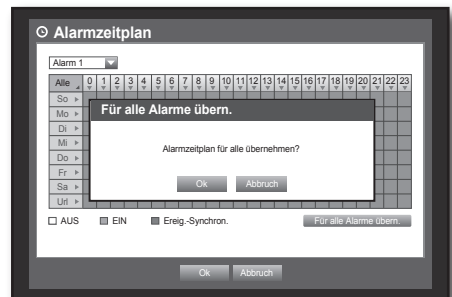 Alarmzeitplan
Alarm 1
Alle 0 1 2 3 4 5 6 7 8 9 10 11 12 13 14 15 16 17 18 19 20 21 22 23
So
Mo
Für alle Alarme übern.
Di
Mi
Alarmzeitplan für alle übernehmen?
Do
Fr
Sa
Ok Abbruch
Url
AUS EIN Ereig.-Synchron. Für alle Alarme übern.
Ok Abbruch